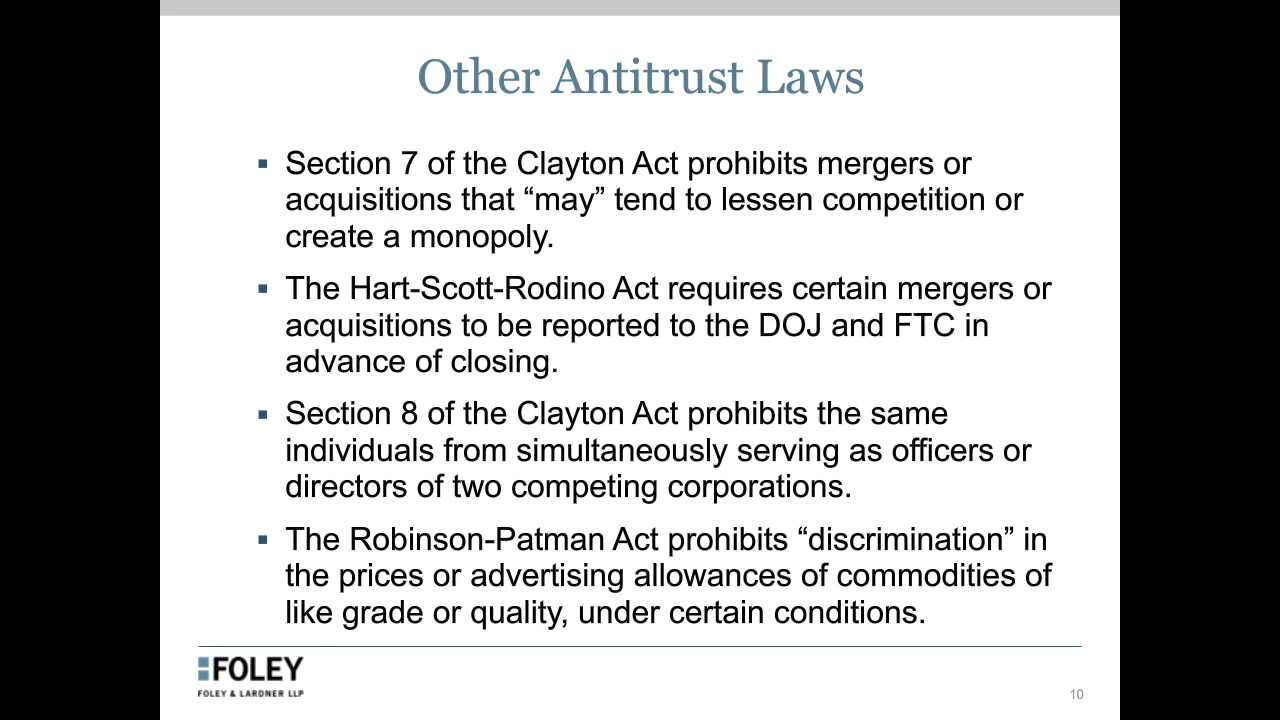 Other Antitrust Laws
▪ Section 7 of the Clayton Act prohibits mergers or
acquisitions that “may” tend to lessen competition or
create a monopoly.
▪ The Hart-Scott-Rodino Act requires certain mergers or
acquisitions to be reported to the DOJ and FTC in
advance of closing.
▪ Section 8 of the Clayton Act prohibits the same
individuals from simultaneously serving as officers or
directors of two competing corporations.
▪ The Robinson-Patman Act prohibits “discrimination” in
the prices or advertising allowances of commodities of
like grade or quality, under certain conditions.
FOLEY
FOLEY & LARDNER LLP
10